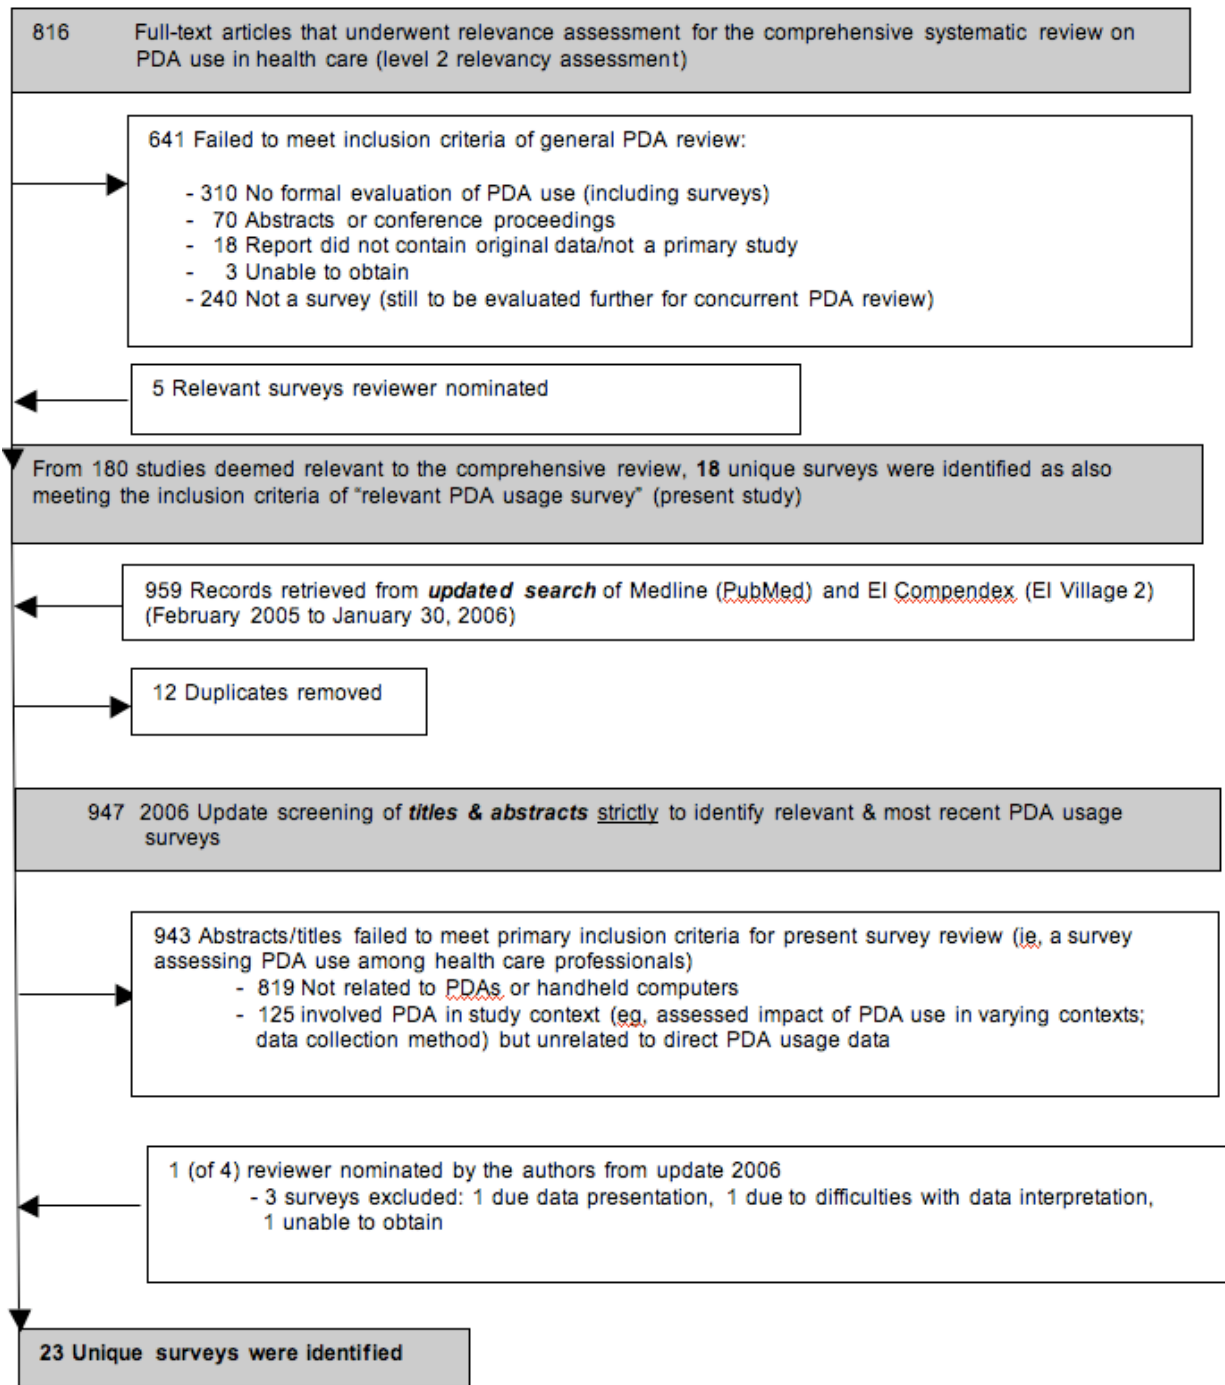 816 Full-text articles that underwent relevance assessment for the comprehensive systematic review on
PDA use in health care (level 2 relevancy assessment)
641 Failed to meet inclusion criteria of general PDA review:
- 310 No formal evaluation of PDA use (including surveys)
- 70 Abstracts or conference proceedings
- 18 Report did not contain original data/not a primary study
- 3 Unable to obtain
- 240 Not a survey (still to be evaluated further for concurrent PDA review)
5 Relevant surveys reviewer nominated
From 180 studies deemed relevant to the comprehensive review, 18 unique surveys were identified as also
meeting the inclusion criteria of "relevant PDA usage survey" (present study)
959 Records retrieved from updated search of Medline (PubMed) and EI Compendex (EI Village 2)
(February 2005 to January 30, 2006)
12 Duplicates removed
947 2006 Update screening of titles & abstracts strictly to identify relevant & most recent PDA usage
surveys
943 Abstracts/titles failed to meet primary inclusion criteria for present survey review (ie, a survey
assessing PDA use among health care professionals)
- 819 Not related to PDAs or handheld computers
- 125 involved PDA in study context (eg, assessed impact of PDA use in varying contexts;
data collection method) but unrelated to direct PDA usage data
1 (of 4) reviewer nominated by the authors from update 2006
- 3 surveys excluded: 1 due data presentation, 1 due to difficulties with data interpretation,
1 unable to obtain
23 Unique surveys were identified